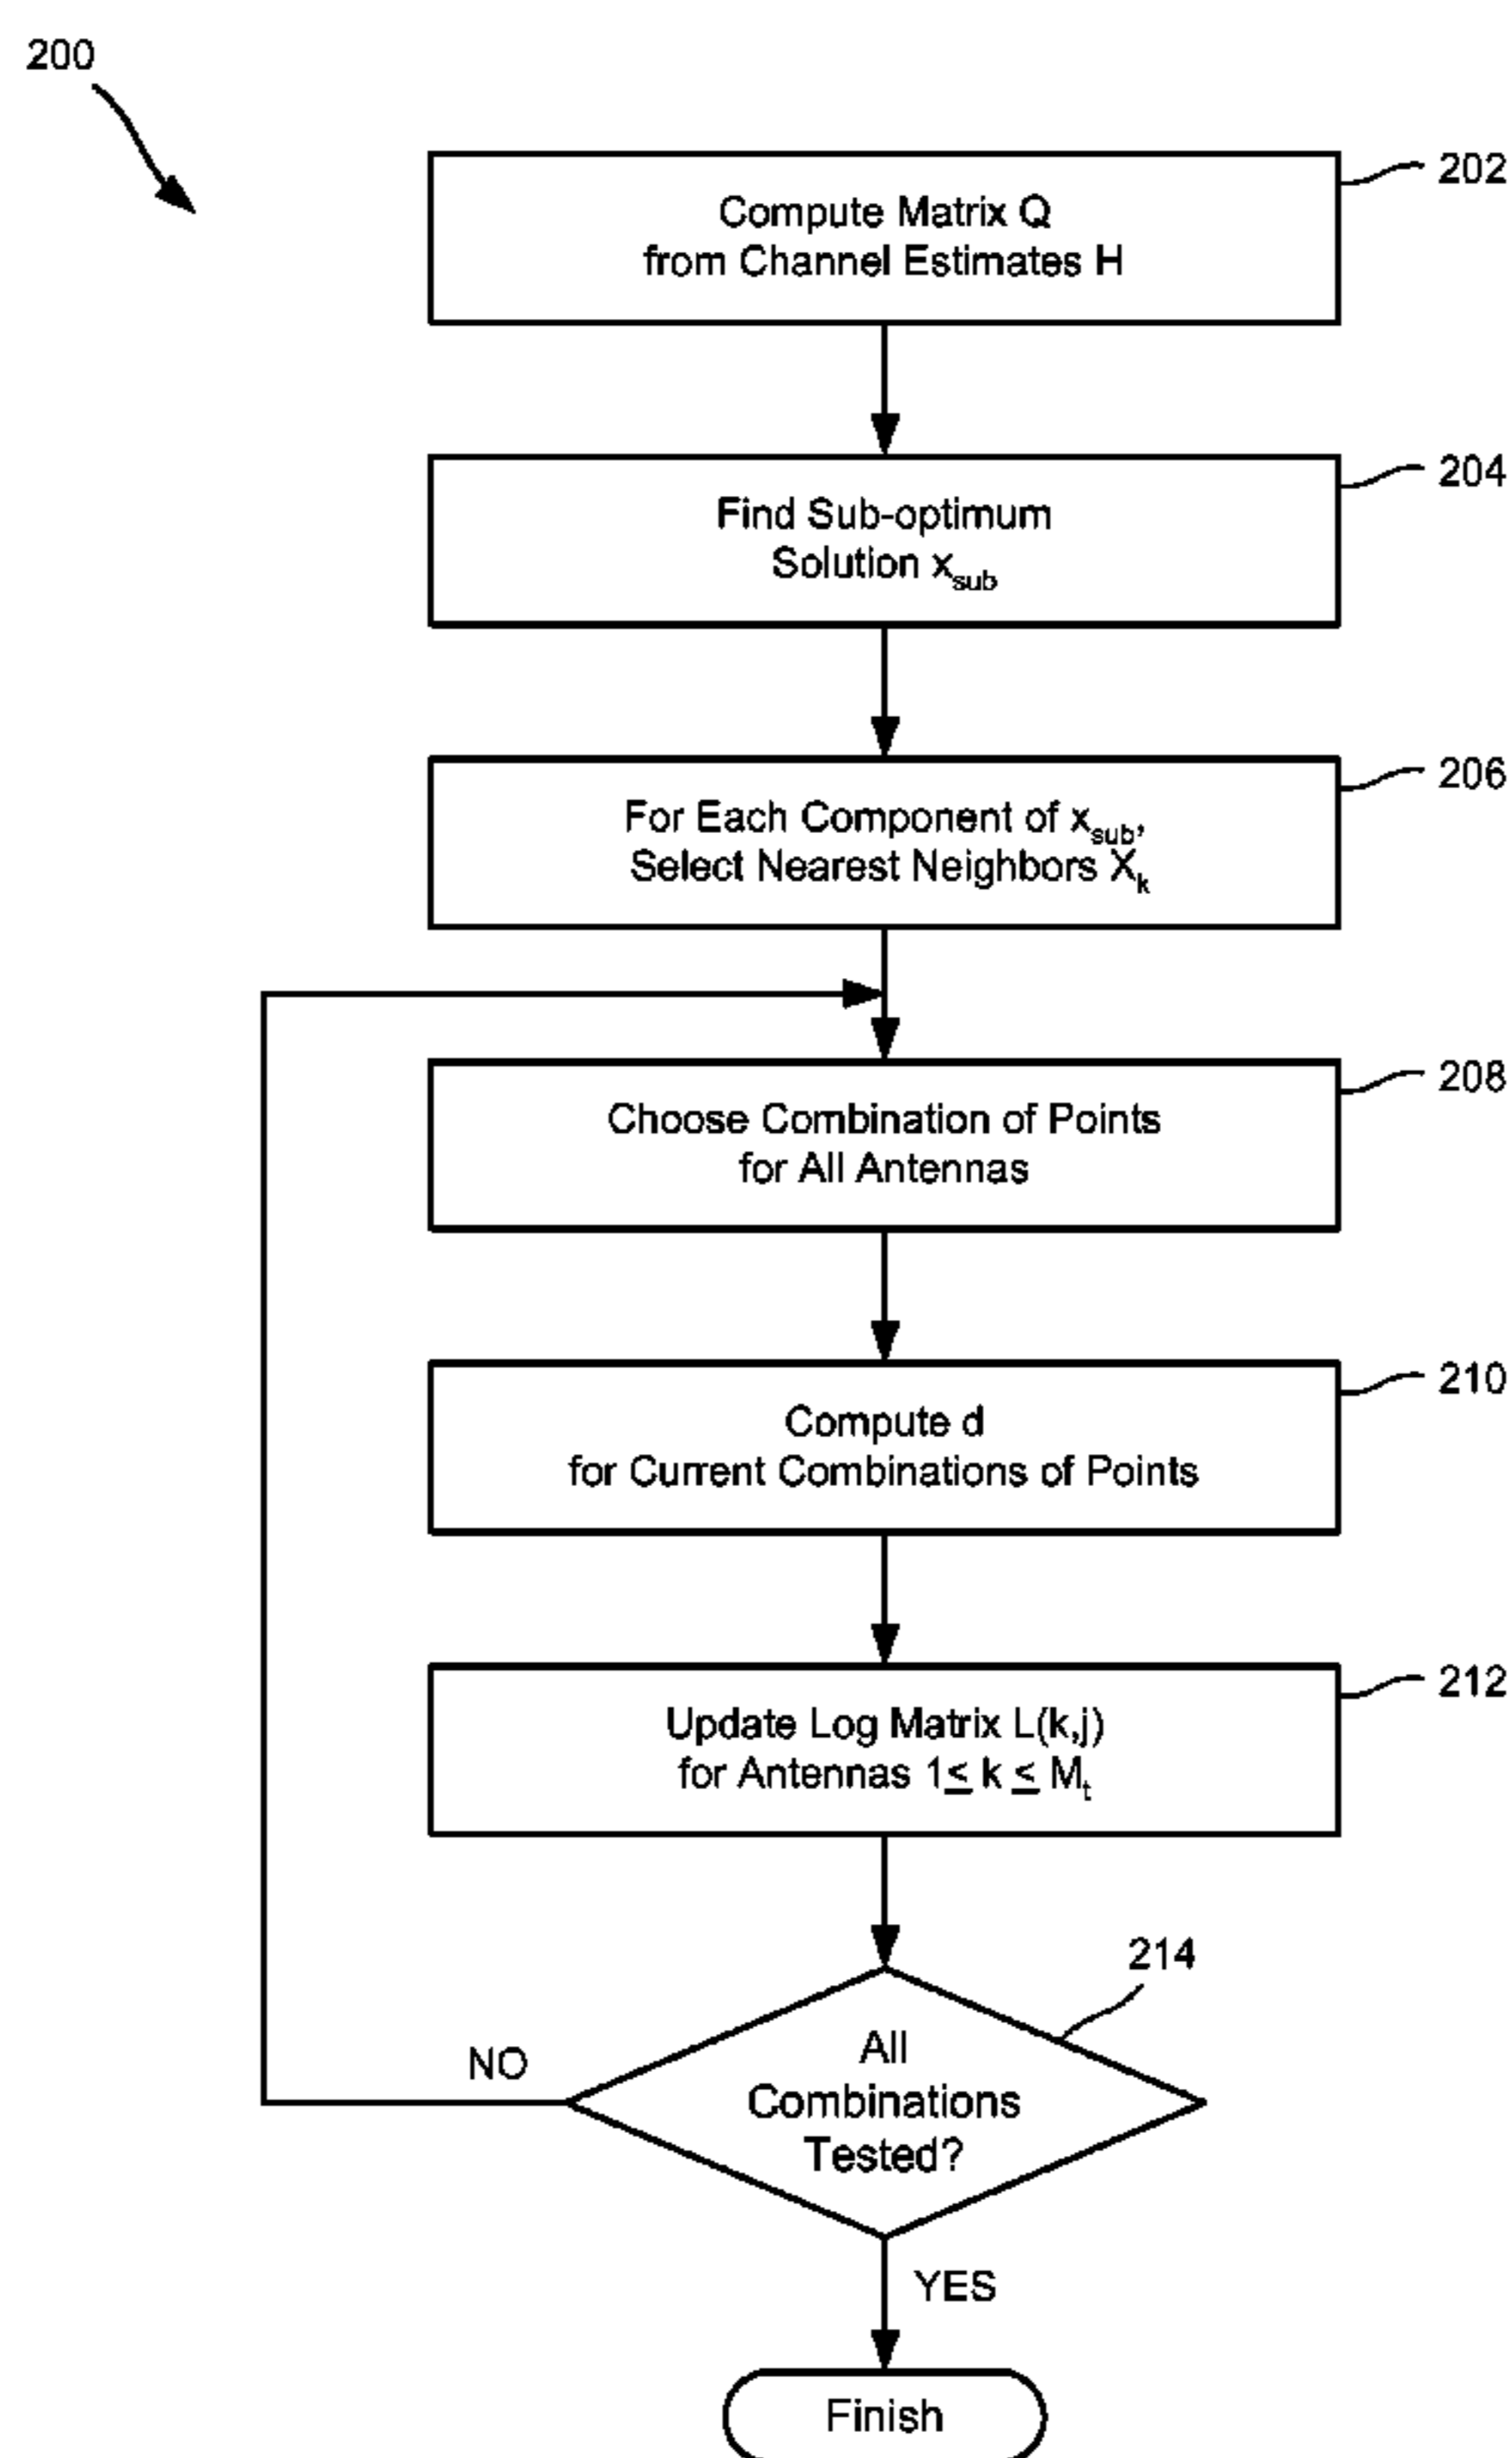 200
202
Compute Matrix Q
from Channel Estimates H
204
Find Sub-optimum
Solution x_sub
206
For Each Component of x_sub,
Select Nearest Neighbors X_k
208
Choose Combination of Points
for All Antennas
210
Compute d
for Current Combinations of Points
212
Update Log Matrix L(k,j)
for Antennas 1≤ k ≤ M_t
214
All
Combinations
Tested?
NO
YES
Finish